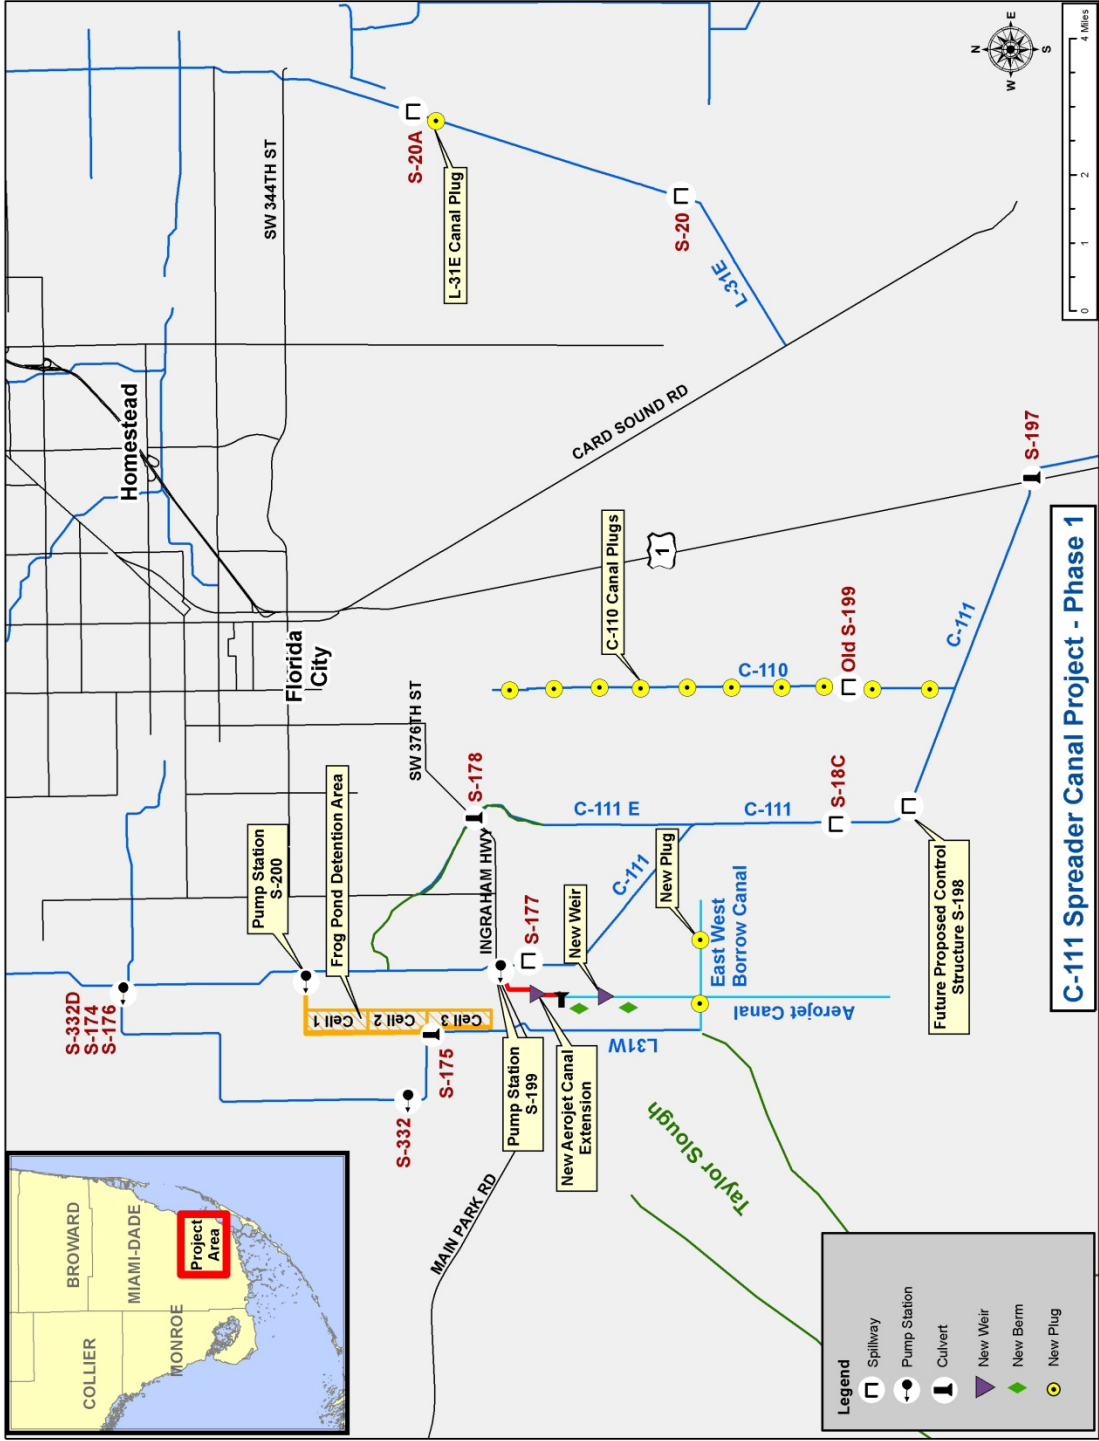 COLLIER
BROWARD
MIAMI-DADE
MONROE
Project
Area
Homestead
Florida
City
SW 344TH ST
SW 376TH ST
INGRAHAM HWY
MAIN PARK RD
CARD SOUND RD
1
S-332D
S-174
S-176
Pump Station
S-200
Frog Pond Detention Area
Cell 1
Cell 2
Cell 3
S-332
S-175
S-178
S-177
Pump Station
S-199
New Aerojet Canal
Extension
New Weir
New Plug
L31W
Aerojet Canal
East West
Borrow Canal
Taylor Slough
C-111 E
C-111
C-111
S-18C
Future Proposed Control
Structure S-198
C-110 Canal Plugs
C-110
Old S-199
C-111
S-197
S-20A
L-31E Canal Plug
S-20
L-31E
N
E
S
W
0
1
2
4 Miles
Legend
Spillway
Pump Station
Culvert
New Weir
New Berm
New Plug
C-111 Spreader Canal Project - Phase 1